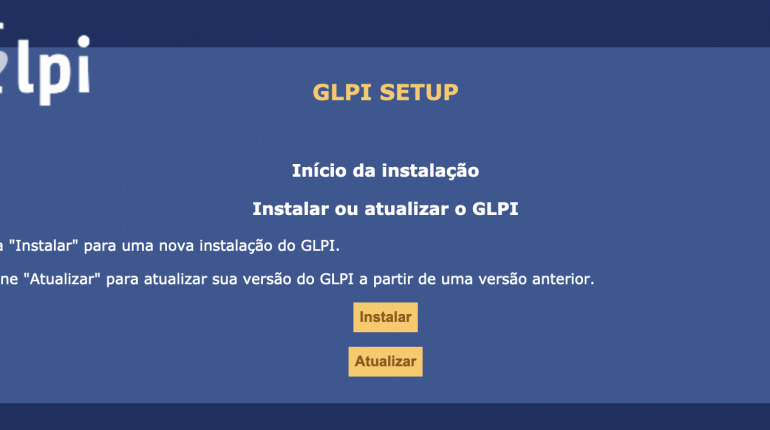 lpi
GLPI SETUP
Início da instalação
Instalar ou atualizar o GLPI
a "Instalar" para uma nova instalação do GLPI.
ne "Atualizar" para atualizar sua versão do GLPI a partir de uma versão anterior.
Instalar
Atualizar